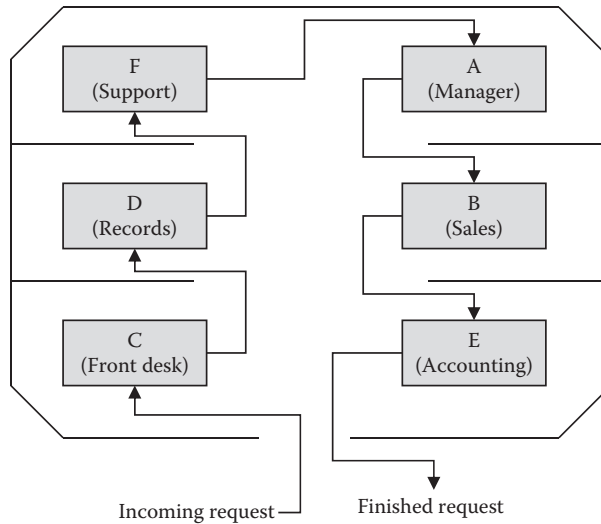 F
(Support)
A
(Manager)
D
(Records)
B
(Sales)
C
(Front desk)
E
(Accounting)
Incoming request
Finished request